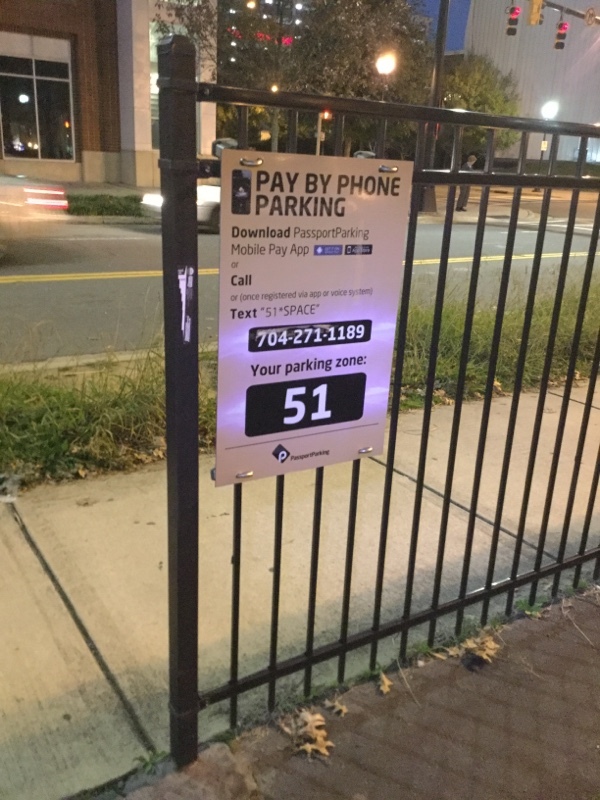 PAY BY PHONE
PARKING
Download PassportParking
Mobile Pay App
or
Call
or (once registered via app or voice system)
Text "51*SPACE"
704-271-1189
Your parking zone:
51
PassportParking